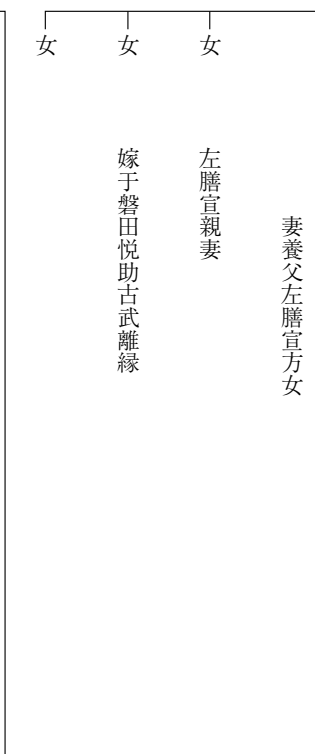 妻養父左膳宣方女
女
左膳宣親妻
女
嫁于磐田悦助古武離縁
女